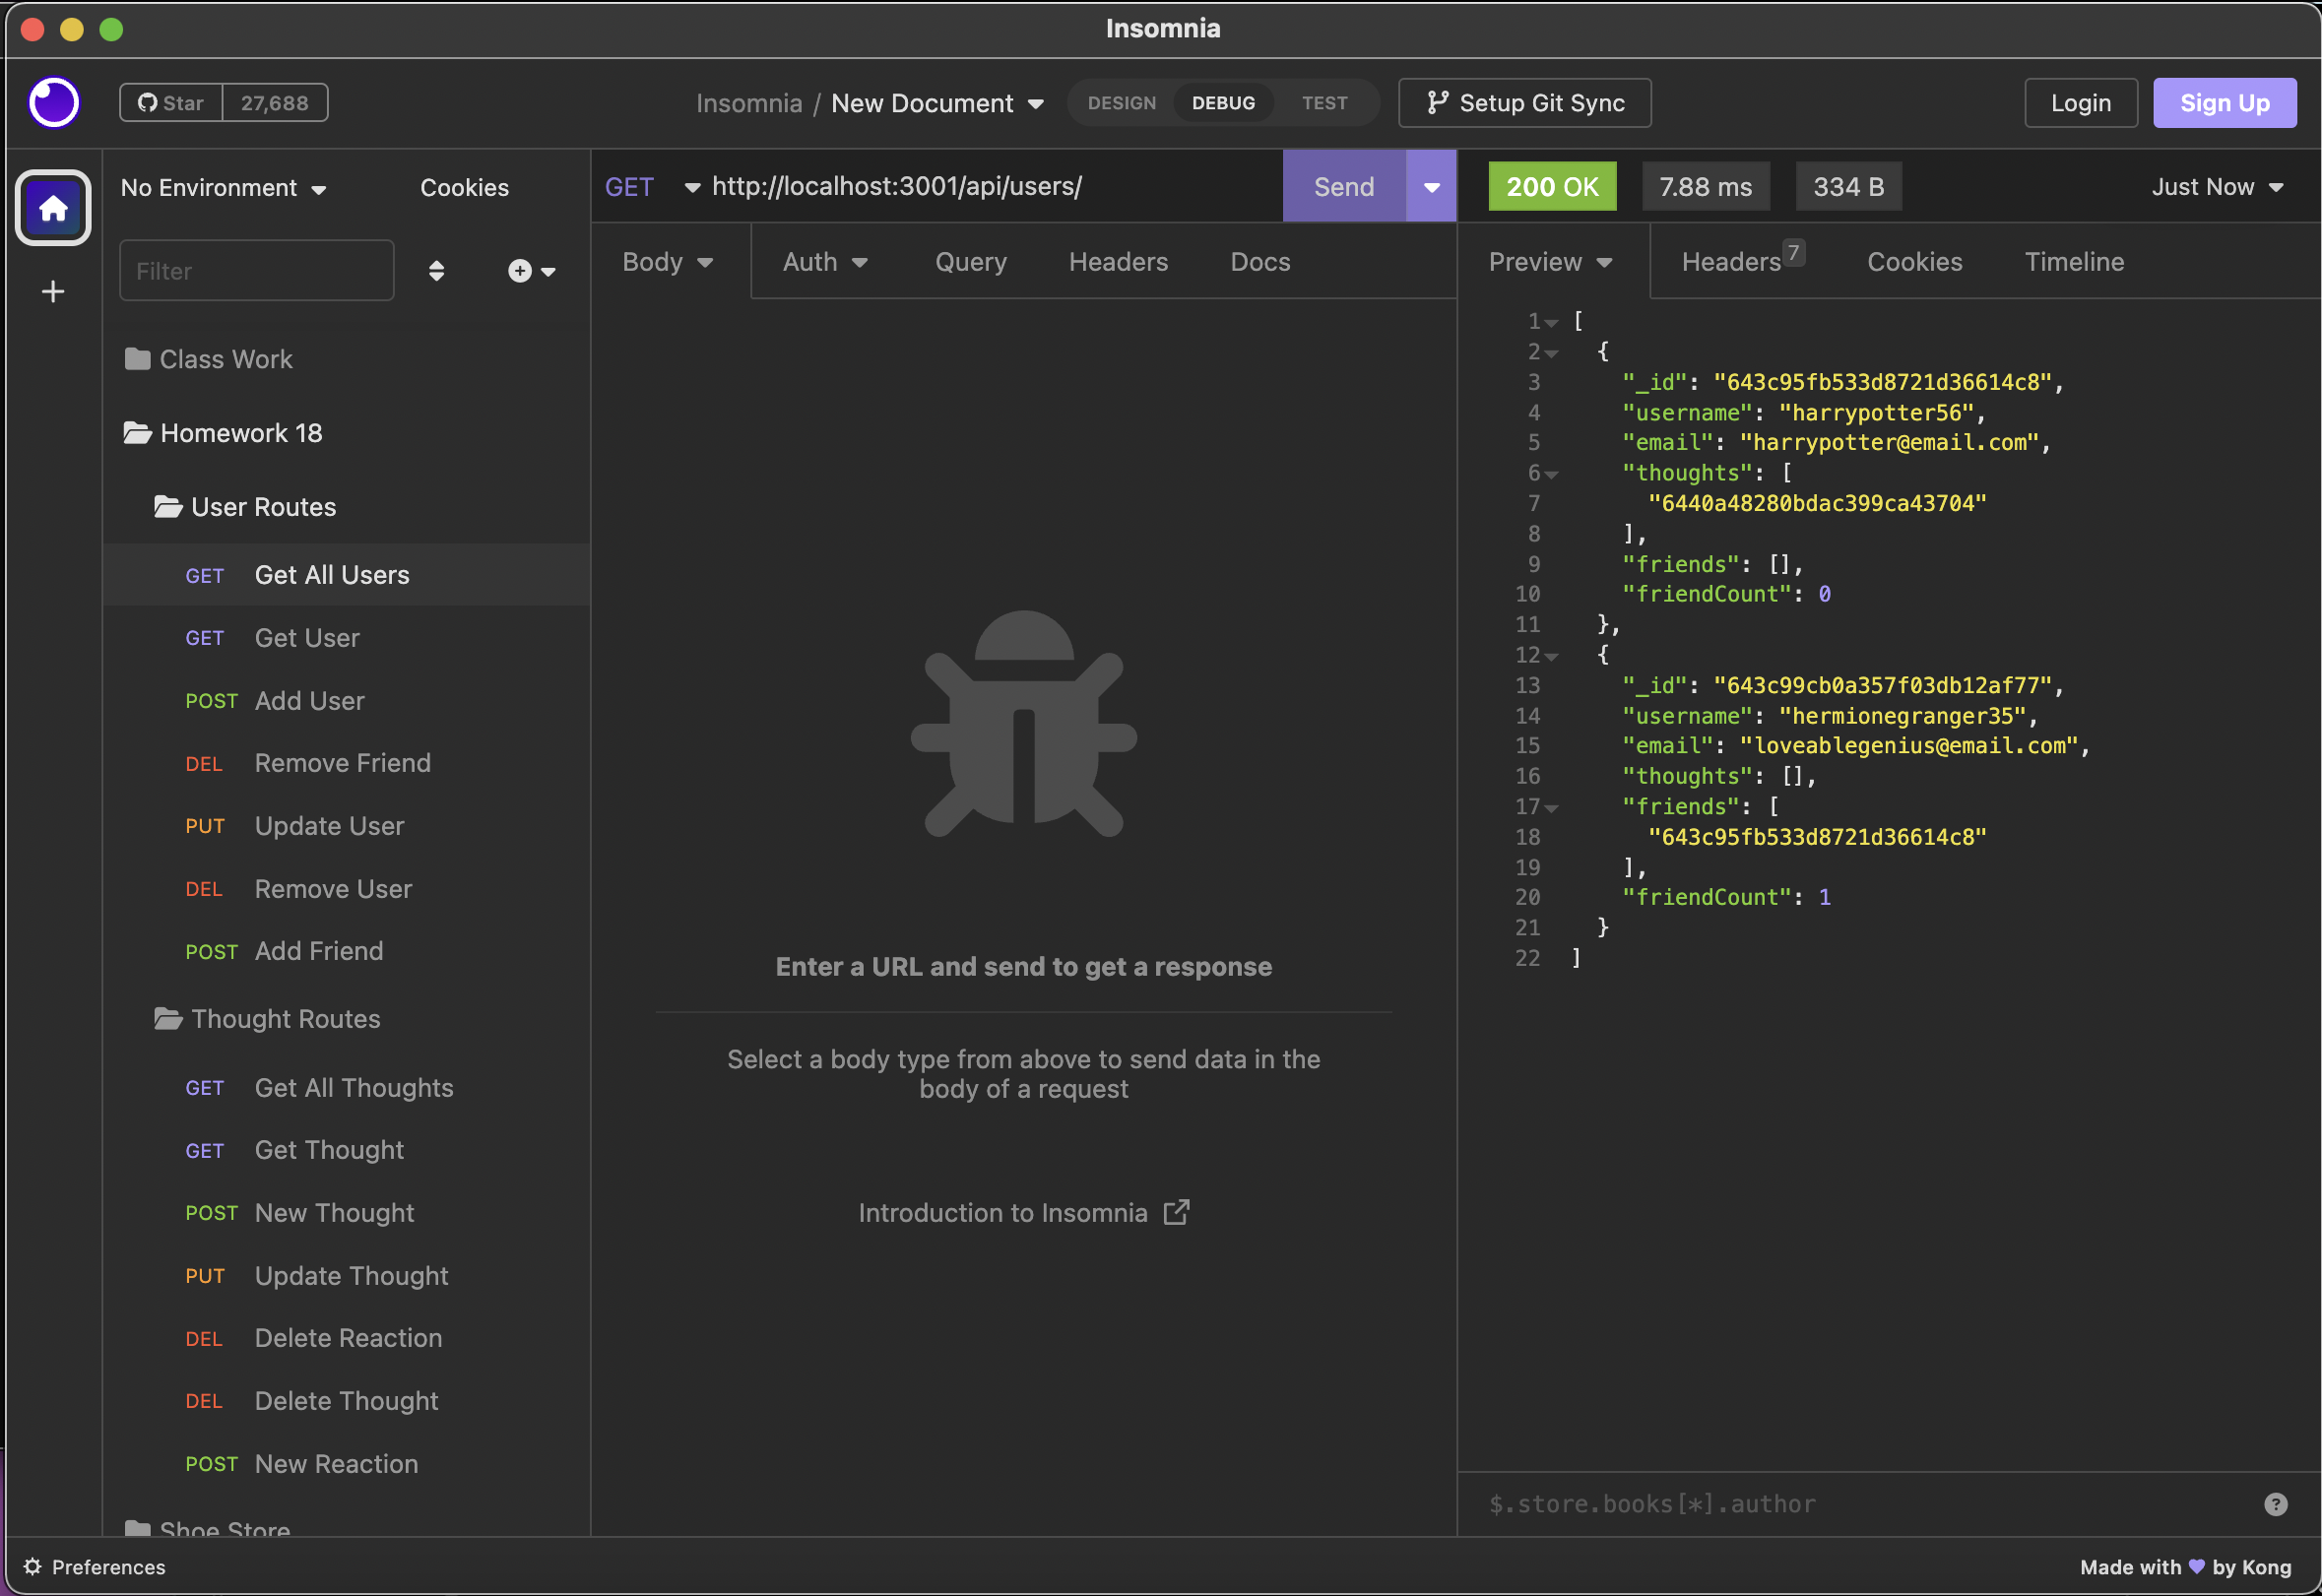 Insomnia
Star 27,688
Insomnia / New Document
DESIGN DEBUG TEST
Setup Git Sync
Login
Sign Up
No Environment
Cookies
Filter
Class Work
Homework 18
User Routes
GET Get All Users
GET Get User
POST Add User
DEL Remove Friend
PUT Update User
DEL Remove User
POST Add Friend
Thought Routes
GET Get All Thoughts
GET Get Thought
POST New Thought
PUT Update Thought
DEL Delete Reaction
DEL Delete Thought
POST New Reaction
Shoe Store
GET http://localhost:3001/api/users/ Send
Body Auth Query Headers Docs
Enter a URL and send to get a response
Select a body type from above to send data in the
body of a request
Introduction to Insomnia
200 OK 7.88 ms 334 B Just Now
Preview Headers 7 Cookies Timeline
1 [
2 {
3 "_id": "643c95fb533d8721d36614c8",
4 "username": "harrypotter56",
5 "email": "harrypotter@email.com",
6 "thoughts": [
7 "6440a48280bdac399ca43704"
8 ],
9 "friends": [],
10 "friendCount": 0
11 },
12 {
13 "_id": "643c99cb0a357f03db12af77",
14 "username": "hermionegranger35",
15 "email": "loveablegenius@email.com",
16 "thoughts": [],
17 "friends": [
18 "643c95fb533d8721d36614c8"
19 ],
20 "friendCount": 1
21 }
22 ]
$.store.books[*].author
?
Preferences
Made with 💜 by Kong